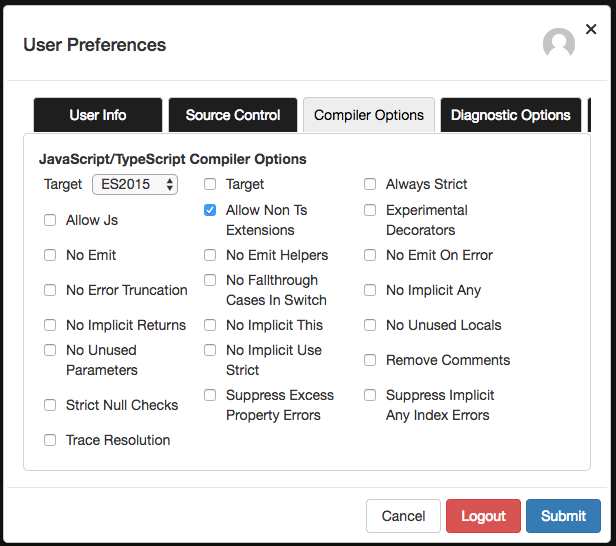 User Preferences
×
User Info
Source Control
Compiler Options
Diagnostic Options
JavaScript/TypeScript Compiler Options
Target ES2015
Target
Always Strict
Allow Js
Allow Non Ts
Extensions
Experimental
Decorators
No Emit
No Emit Helpers
No Emit On Error
No Error Truncation
No Fallthrough
Cases In Switch
No Implicit Any
No Implicit Returns
No Implicit This
No Unused Locals
No Unused
Parameters
No Implicit Use
Strict
Remove Comments
Strict Null Checks
Suppress Excess
Property Errors
Suppress Implicit
Any Index Errors
Trace Resolution
Cancel
Logout
Submit